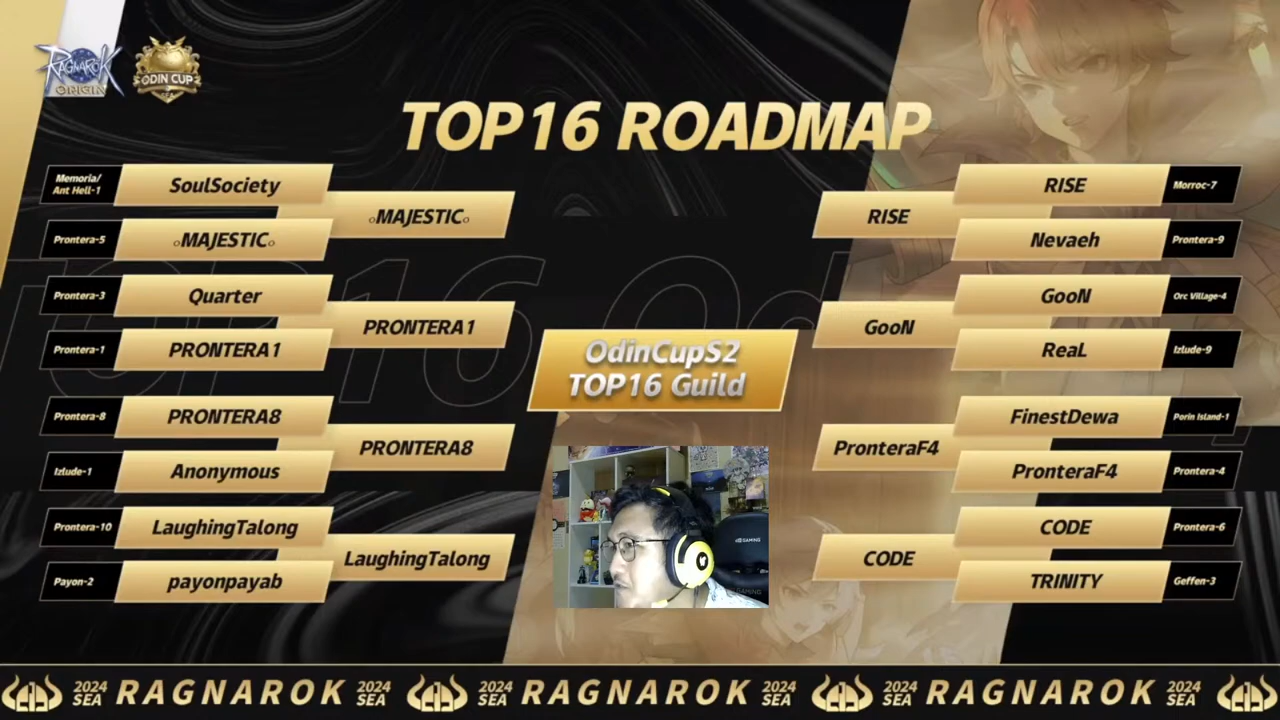 RAGNAROK
ORIGIN
ODIN CUP
SEA
TOP16 ROADMAP
Memoria/
Ant Hell-1
SoulSociety
Prontera-5
◦MAJESTIC◦
◦MAJESTIC◦
Prontera-3
Quarter
Prontera-1
PRONTERA1
PRONTERA1
Prontera-8
PRONTERA8
Izlude-1
Anonymous
PRONTERA8
Prontera-10
LaughingTalong
Payon-2
payonpayab
LaughingTalong
OdinCupS2
TOP16 Guild
RISE
RISE
Morroc-7
Nevaeh
Prontera-9
GooN
GooN
Orc Village-4
ReaL
Izlude-9
PronteraF4
FinestDewa
Porin Island-1
PronteraF4
Prontera-4
CODE
CODE
Prontera-6
TRINITY
Geffen-3
2024 SEA RAGNAROK 2024 SEA 2024 SEA RAGNAROK 2024 SEA 2024 SEA RAGNAROK 2024 SEA